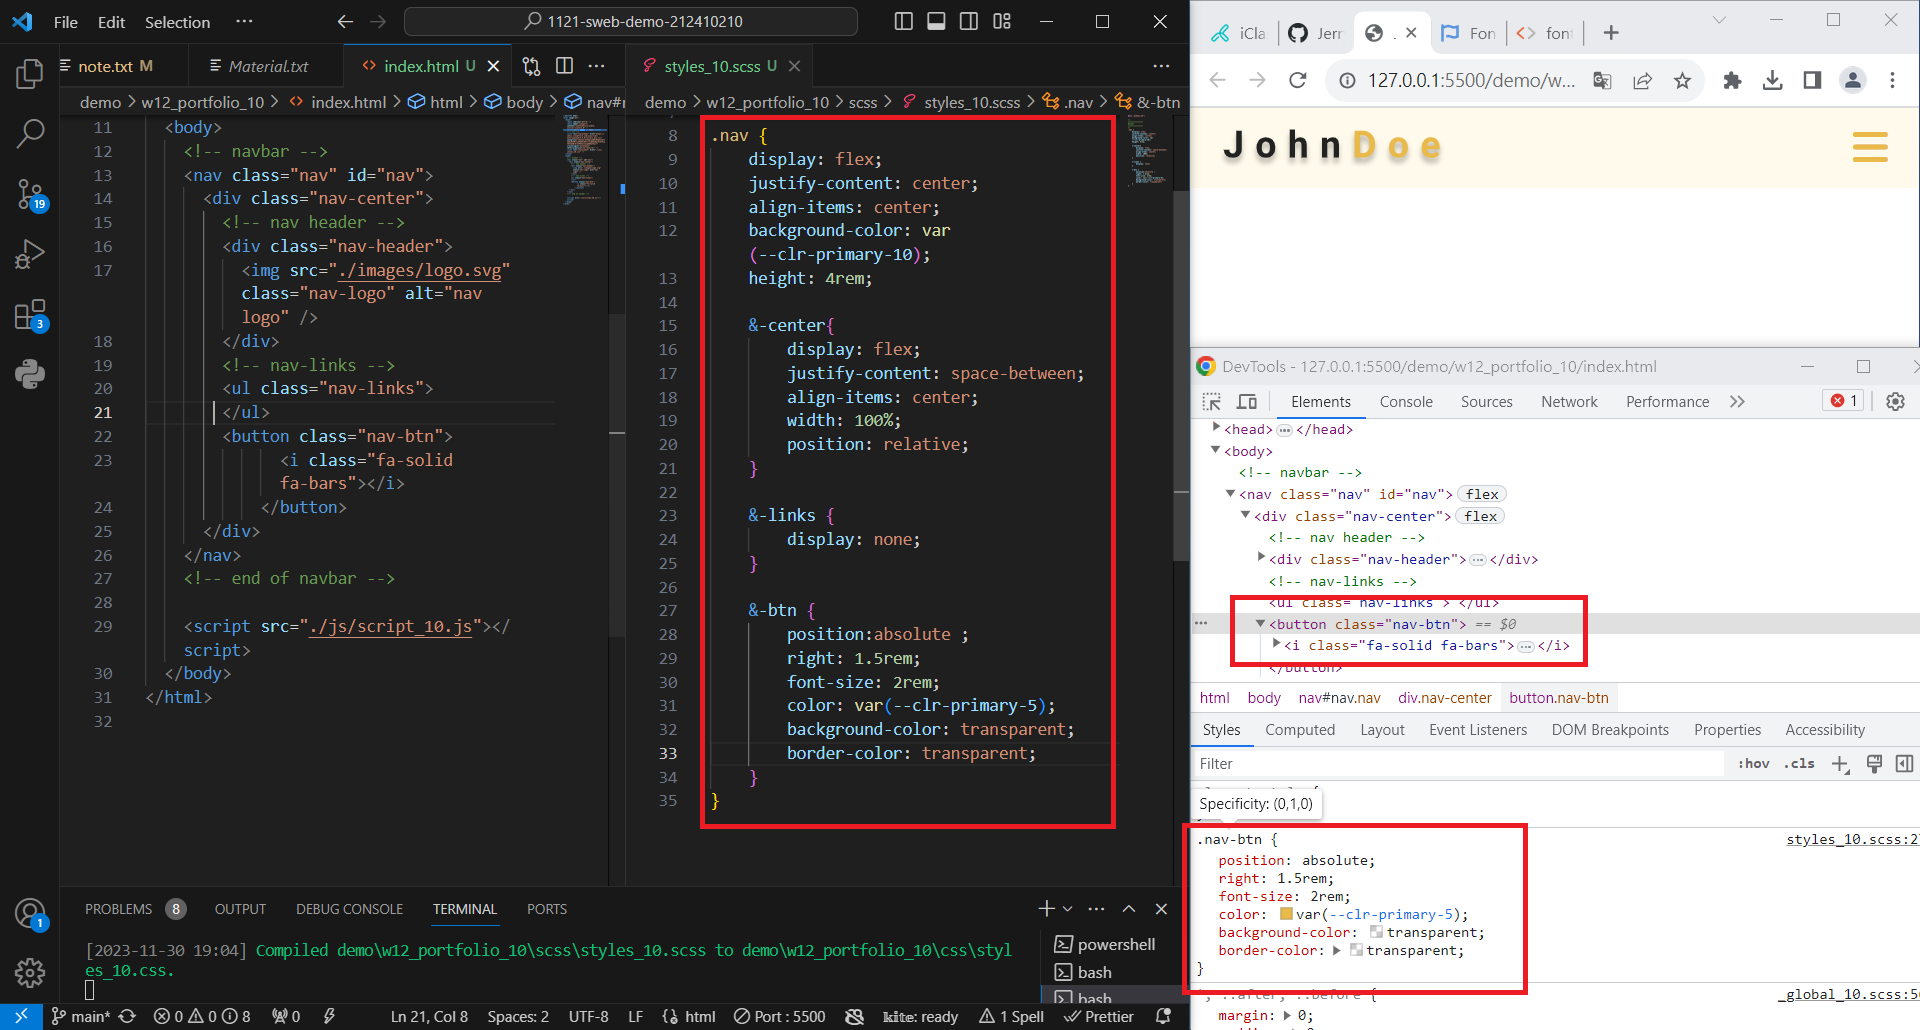 File Edit Selection ··· 1121-sweb-demo-212410210
note.txt M Material.txt index.html U styles_10.scss U
demo > w12_portfolio_10 > index.html > html > body > nav#
demo > w12_portfolio_10 > scss > styles_10.scss > .nav > &-btn
11 <body>
12 <!-- navbar -->
13 <nav class="nav" id="nav">
14 <div class="nav-center">
15 <!-- nav header -->
16 <div class="nav-header">
17 <img src="./images/logo.svg"
class="nav-logo" alt="nav
logo" />
18 </div>
19 <!-- nav-links -->
20 <ul class="nav-links">
21 </ul>
22 <button class="nav-btn">
23 <i class="fa-solid
fa-bars"></i>
24 </button>
25 </div>
26 </nav>
27 <!-- end of navbar -->
28
29 <script src="./js/script_10.js"></
script>
30 </body>
31 </html>
32
8 .nav {
9 display: flex;
10 justify-content: center;
11 align-items: center;
12 background-color: var
(--clr-primary-10);
13 height: 4rem;
14
15 &-center{
16 display: flex;
17 justify-content: space-between;
18 align-items: center;
19 width: 100%;
20 position: relative;
21 }
22
23 &-links {
24 display: none;
25 }
26
27 &-btn {
28 position:absolute ;
29 right: 1.5rem;
30 font-size: 2rem;
31 color: var(--clr-primary-5);
32 background-color: transparent;
33 border-color: transparent;
34 }
35 }
PROBLEMS 8 OUTPUT DEBUG CONSOLE TERMINAL PORTS
[2023-11-30 19:04] Compiled demo\w12_portfolio_10\scss\styles_10.scss to demo\w12_portfolio_10\css\styl
es_10.css.
powershell
bash
bash
19
3
1
main* 0 0 8 0 Ln 21, Col 8 Spaces: 2 UTF-8 LF html Port : 5500 kite: ready 1 Spell Prettier
iCla Jerr . Fon font
127.0.0.1:5500/demo/w...
JohnDoe
DevTools - 127.0.0.1:5500/demo/w12_portfolio_10/index.html
Elements Console Sources Network Performance 1
<head> ··· </head>
<body>
<!-- navbar -->
<nav class="nav" id="nav"> flex
<div class="nav-center"> flex
<!-- nav header -->
<div class="nav-header"> ··· </div>
<!-- nav-links -->
<ul class="nav-links"> </ul>
<button class="nav-btn"> == $0
<i class="fa-solid fa-bars"> ··· </i>
</button>
html body nav#nav.nav div.nav-center button.nav-btn
Styles Computed Layout Event Listeners DOM Breakpoints Properties Accessibility
Filter :hov .cls
Specificity: (0,1,0)
.nav-btn { styles_10.scss:2
position: absolute;
right: 1.5rem;
font-size: 2rem;
color: var(--clr-primary-5);
background-color: transparent;
border-color: transparent;
}
*, ::after, ::before { _global_10.scss:5
margin: 0;